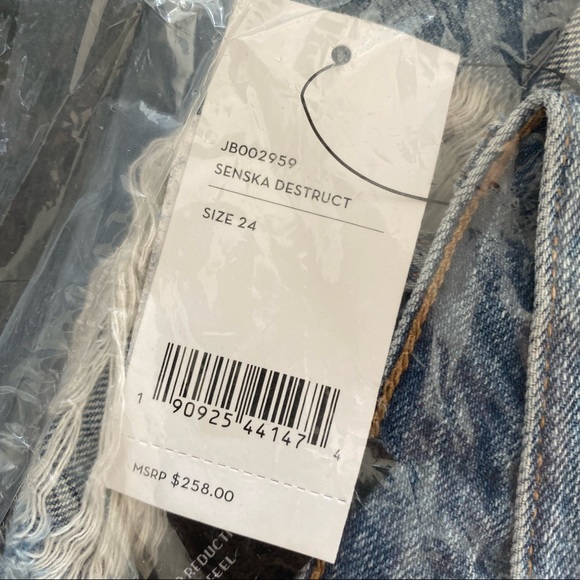 JB002959
SENSKA DESTRUCT
SIZE 24
1 90925 44147 4
MSRP $258.00